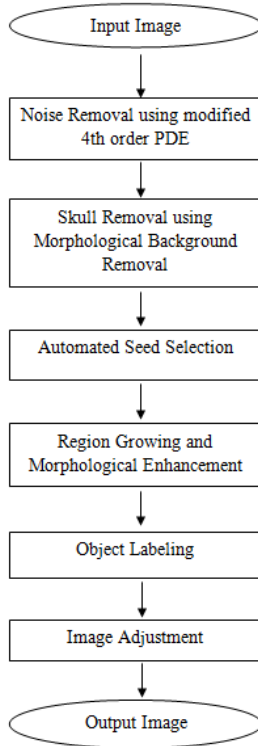 Input Image
Noise Removal using modified
4th order PDE
Skull Removal using
Morphological Background
Removal
Automated Seed Selection
Region Growing and
Morphological Enhancement
Object Labeling
Image Adjustment
Output Image